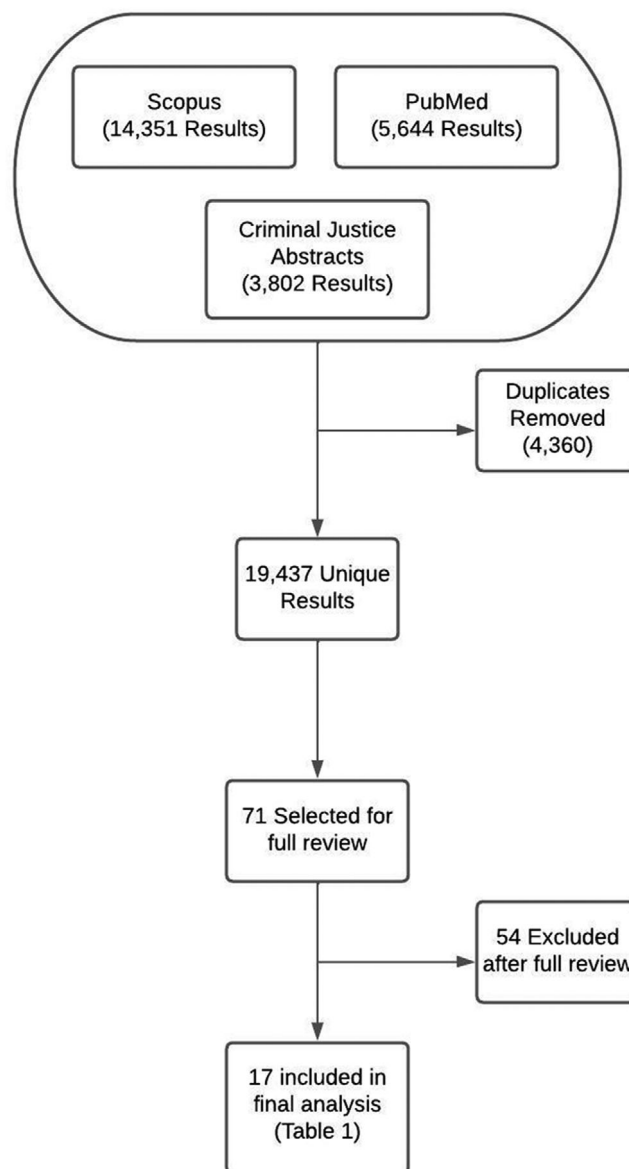 Scopus
(14,351 Results)
PubMed
(5,644 Results)
Criminal Justice
Abstracts
(3,802 Results)
Duplicates
Removed
(4,360)
19,437 Unique
Results
71 Selected for
full review
54 Excluded
after full review
17 included in
final analysis
(Table 1)